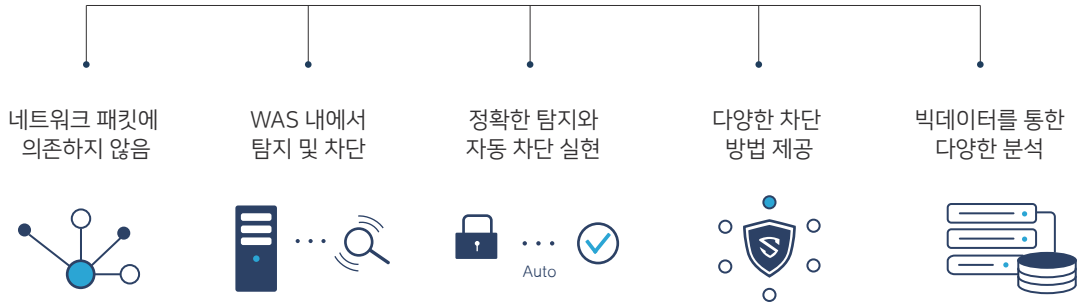 네트워크 패킷에
의존하지 않음
WAS 내에서
탐지 및 차단
정확한 탐지와
자동 차단 실현
다양한 차단
방법 제공
빅데이터를 통한
다양한 분석
Auto